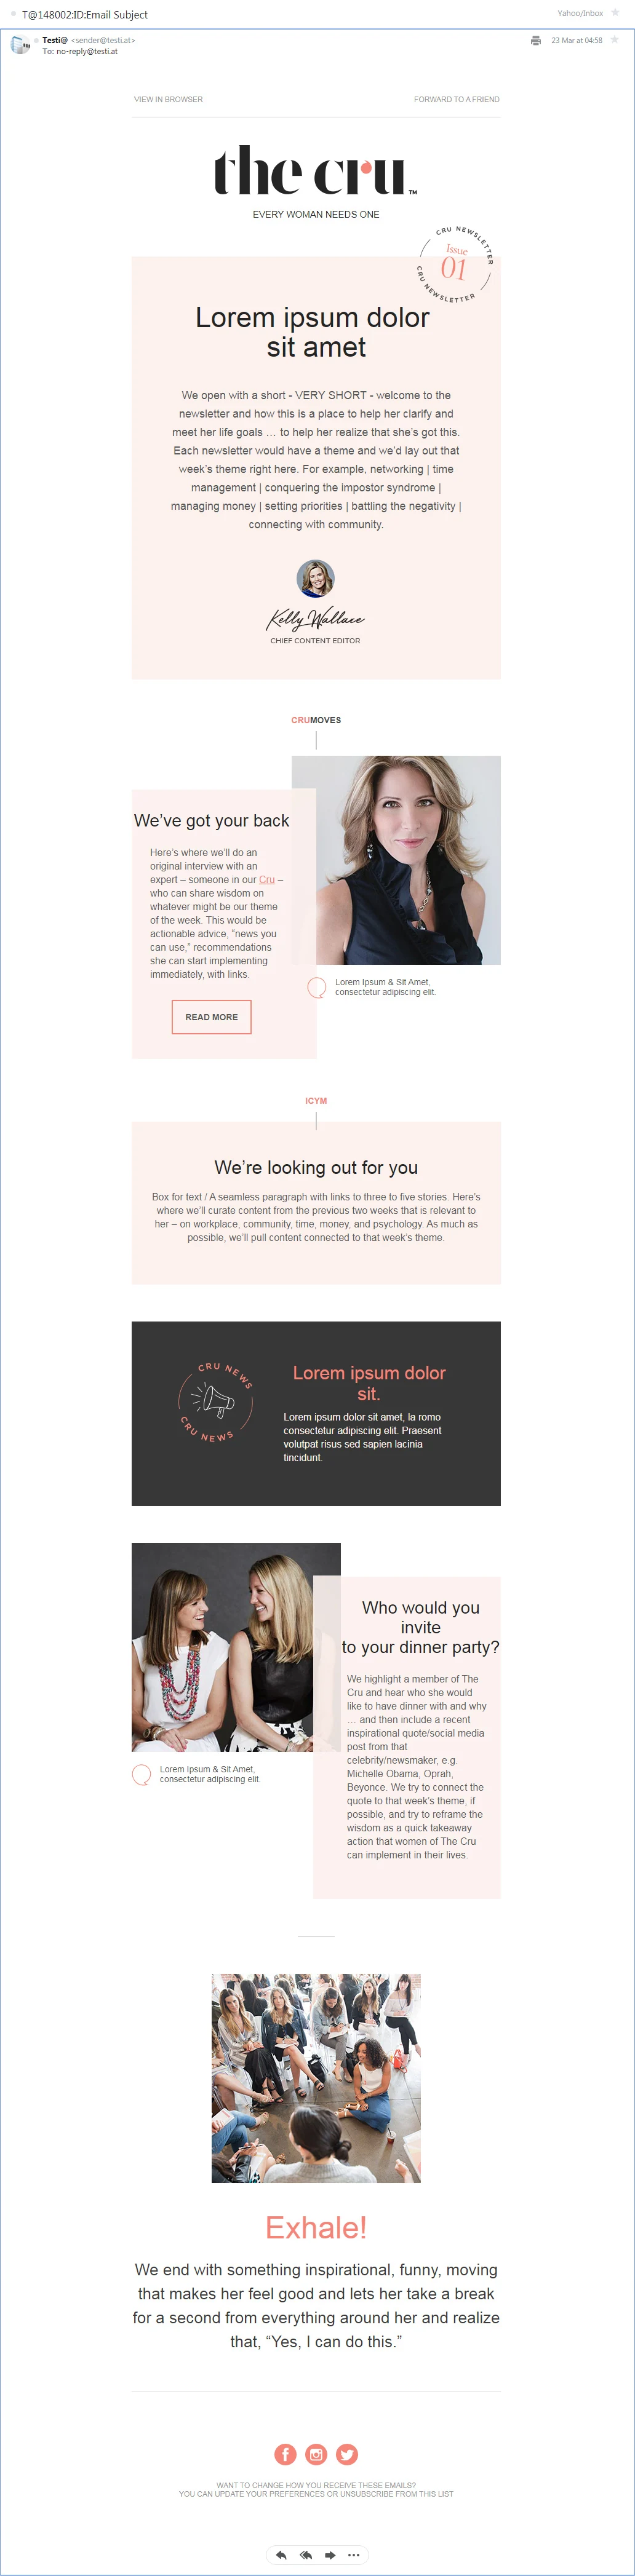 T@148002:ID:Email Subject
Yahoo/Inbox
Testi@ <sender@testi.at>
23 Mar at 04:58
To: no-reply@testi.at
VIEW IN BROWSER
FORWARD TO A FRIEND
the cru™
EVERY WOMAN NEEDS ONE
CRU NEWSLETTER
Issue
01
CRU NEWSLETTER
Lorem ipsum dolor
sit amet
We open with a short - VERY SHORT - welcome to the
newsletter and how this is a place to help her clarify and
meet her life goals … to help her realize that she’s got this.
Each newsletter would have a theme and we’d lay out that
week’s theme right here. For example, networking | time
management | conquering the impostor syndrome |
managing money | setting priorities | battling the negativity |
connecting with community.
Kelly Wallace
CHIEF CONTENT EDITOR
CRUMOVES
We’ve got your back
Here’s where we’ll do an
original interview with an
expert – someone in our Cru –
who can share wisdom on
whatever might be our theme
of the week. This would be
actionable advice, “news you
can use,” recommendations
she can start implementing
immediately, with links.
READ MORE
Lorem Ipsum & Sit Amet,
consectetur adipiscing elit.
ICYM
We’re looking out for you
Box for text / A seamless paragraph with links to three to five stories. Here’s
where we’ll curate content from the previous two weeks that is relevant to
her – on workplace, community, time, money, and psychology. As much as
possible, we’ll pull content connected to that week’s theme.
CRU NEWS
CRU NEWS
Lorem ipsum dolor
sit.
Lorem ipsum dolor sit amet, la romo
consectetur adipiscing elit. Praesent
volutpat risus sed sapien lacinia
tincidunt.
Who would you
invite
to your dinner party?
We highlight a member of The
Cru and hear who she would
like to have dinner with and why
… and then include a recent
inspirational quote/social media
post from that
celebrity/newsmaker, e.g.
Michelle Obama, Oprah,
Beyonce. We try to connect the
quote to that week’s theme, if
possible, and try to reframe the
wisdom as a quick takeaway
action that women of The Cru
can implement in their lives.
Lorem Ipsum & Sit Amet,
consectetur adipiscing elit.
Exhale!
We end with something inspirational, funny, moving
that makes her feel good and lets her take a break
for a second from everything around her and realize
that, “Yes, I can do this.”
WANT TO CHANGE HOW YOU RECEIVE THESE EMAILS?
YOU CAN UPDATE YOUR PREFERENCES OR UNSUBSCRIBE FROM THIS LIST